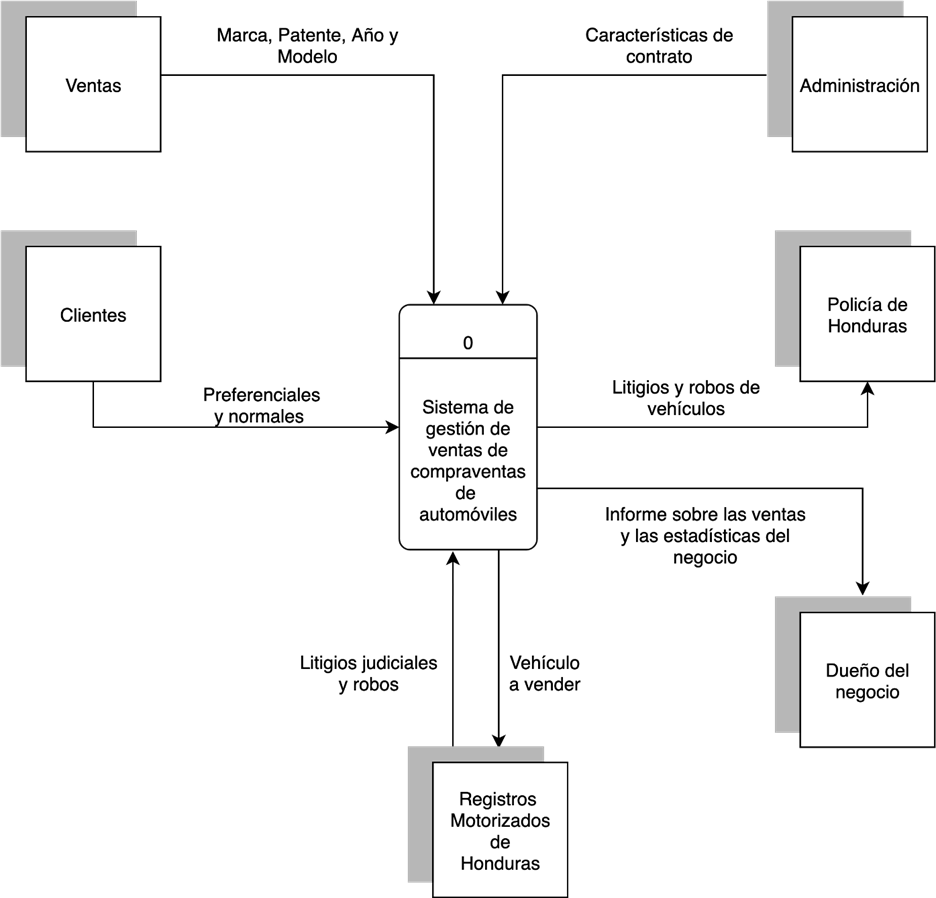 Marca, Patente, Año y
Modelo
Características de
contrato
Ventas
Administración
Clientes
Policía de
Honduras
0
Preferenciales
y normales
Sistema de
gestión de
ventas de
compraventas
de
automóviles
Litigios y robos de
vehículos
Informe sobre las ventas
y las estadísticas del
negocio
Litigios judiciales
y robos
Vehículo
a vender
Dueño del
negocio
Registros
Motorizados
de
Honduras